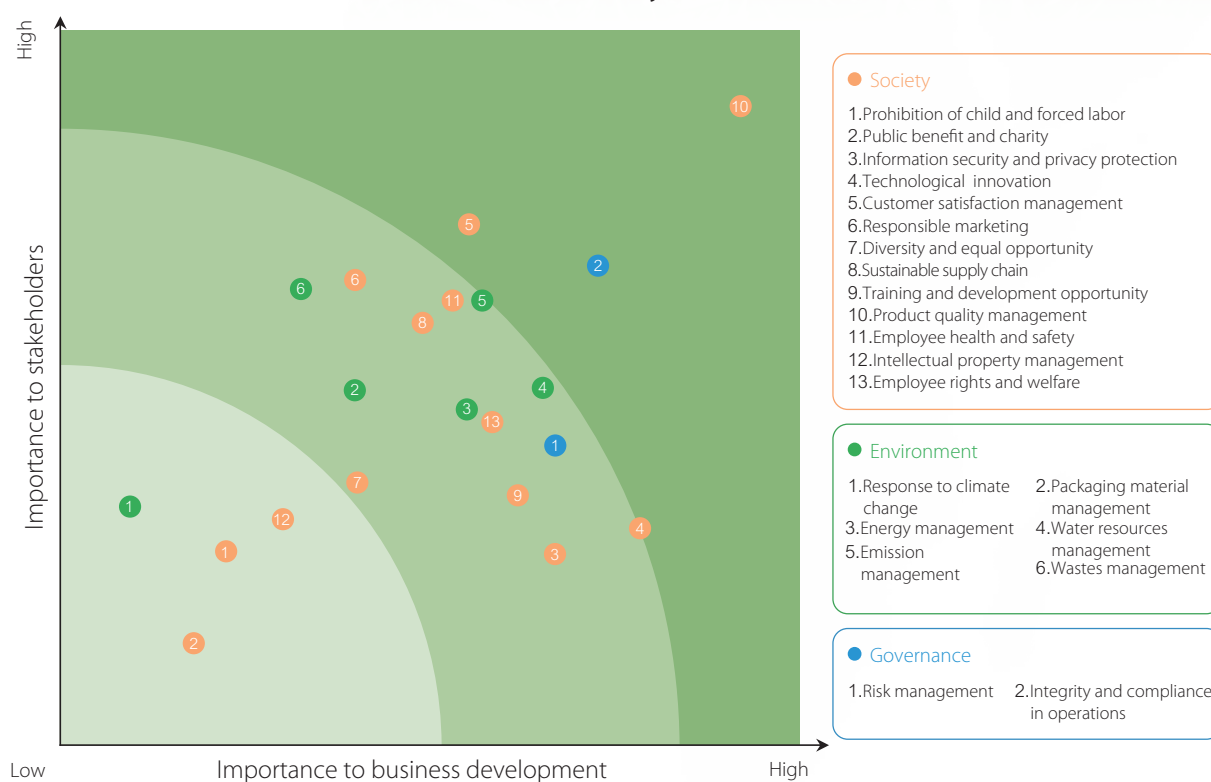 High
Importance to stakeholders
10
5
2
6
6
11
5
8
2
4
3
13
1
7
9
1
12
4
1
3
2
Low
Importance to business development
High
Society
1.Prohibition of child and forced labor
2.Public benefit and charity
3.Information security and privacy protection
4.Technological innovation
5.Customer satisfaction management
6.Responsible marketing
7.Diversity and equal opportunity
8.Sustainable supply chain
9.Training and development opportunity
10.Product quality management
11.Employee health and safety
12.Intellectual property management
13.Employee rights and welfare
Environment
1.Response to climate
change
2.Packaging material
management
3.Energy management
4.Water resources
management
5.Emission
management
6.Wastes management
Governance
1.Risk management
2.Integrity and compliance
in operations